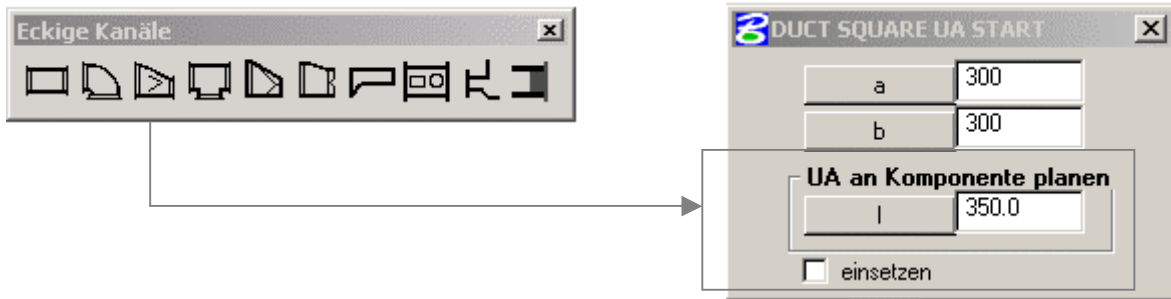 Eckige Kanäle
DUCT SQUARE UA START
a 300
b 300
UA an Komponente planen
l 350.0
einsetzen